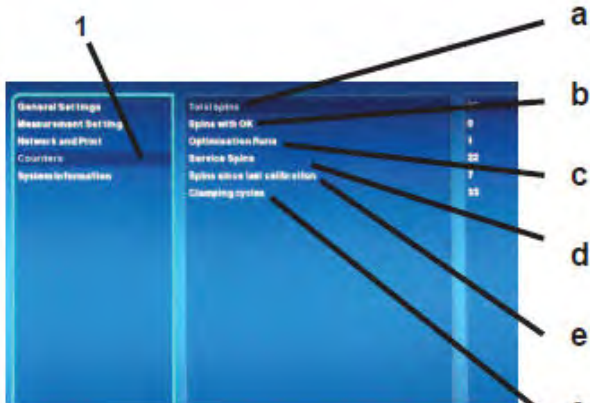 1
a
General Settings
Measurement Setting
Network and Print
Counters
System Information
Total Spins
Spins with OK 0
Optimisation Runs 1
Service Spins 22
Spins since last calibration 7
Clamping cycles
b
c
d
e